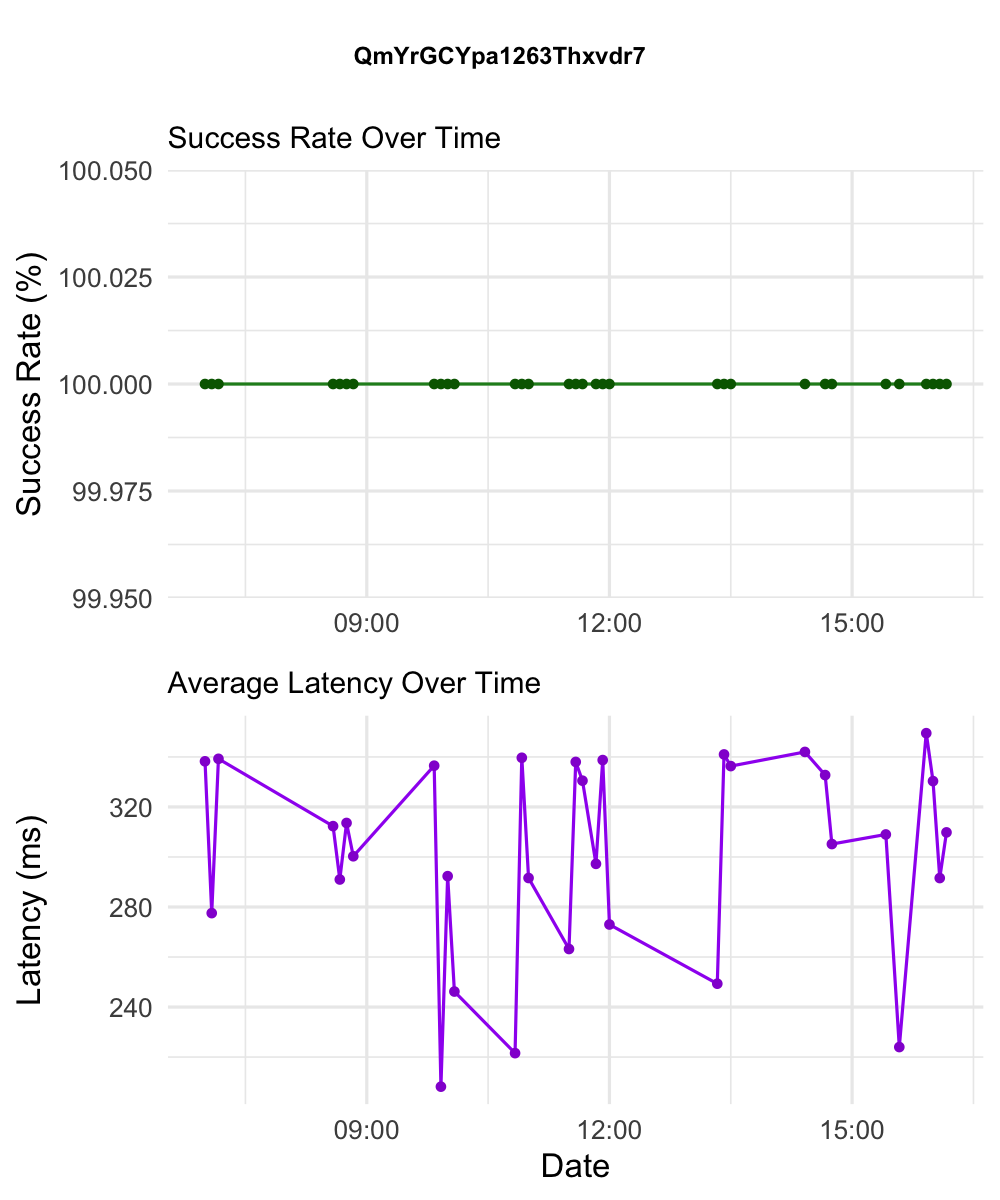 QmYrGCYpa1263Thxvdr7
Success Rate Over Time
100.050
100.025
100.000
99.975
99.950
Success Rate (%)
09:00 12:00 15:00
Average Latency Over Time
320
280
240
Latency (ms)
09:00 12:00 15:00
Date